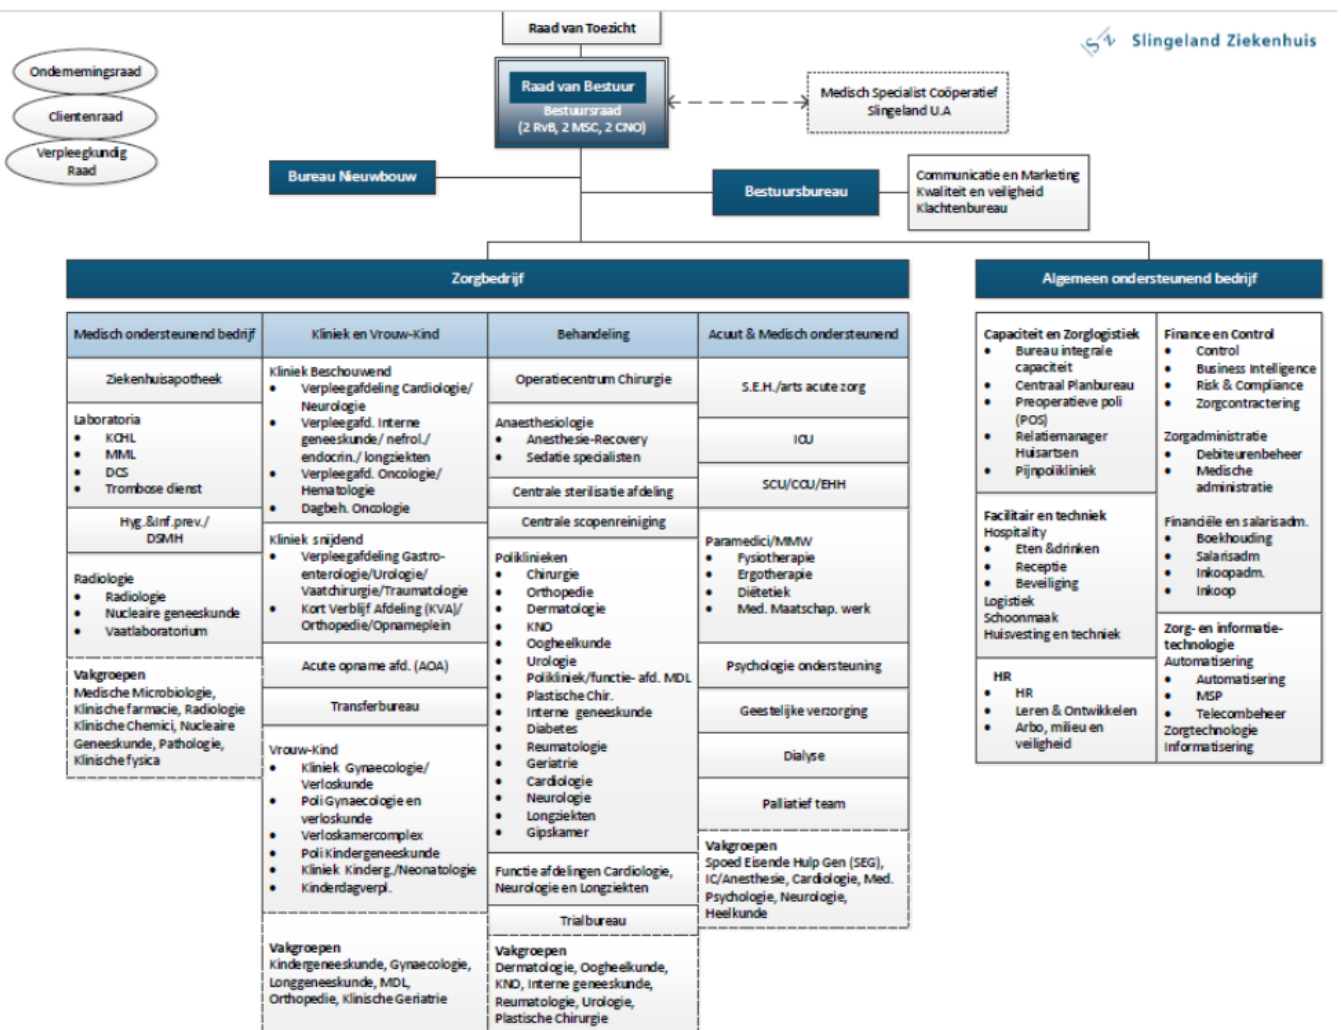 Raad van Toezicht
Slingeland Ziekenhuis
Ondernemingsraad
Clientenraad
Verpleegkundig
Raad
Raad van Bestuur
Bestuursraad
(2 RvB, 2 MSC, 2 CNO)
Medisch Specialist Coöperatief
Slingeland U.A
Bureau Nieuwbouw
Bestuursbureau
Communicatie en Marketing
Kwaliteit en veiligheid
Klachtenbureau
Zorgbedrijf
Algemeen ondersteunend bedrijf
Medisch ondersteunend bedrijf
Ziekenhuisapotheek
Laboratoria
• KCHL
• MML
• DCS
• Trombose dienst
Hyg.&Inf.prev./
DSMH
Radiologie
• Radiologie
• Nucleaire geneeskunde
• Vaatlaboratorium
Vakgroepen
Medische Microbiologie,
Klinische farmacie, Radiologie
Klinische Chemici, Nucleaire
Geneeskunde, Pathologie,
Klinische fysica
Kliniek en Vrouw-Kind
Kliniek Beschouwend
• Verpleegafdeling Cardiologie/
Neurologie
• Verpleegafd. Interne
geneeskunde/ nefrol./
endocrin./ longziekten
• Verpleegafd. Oncologie/
Hematologie
• Dagbeh. Oncologie
Kliniek snijdend
• Verpleegafdeling Gastro-
enterologie/Urologie/
Vaatchirurgie/Traumatologie
• Kort Verblijf Afdeling (KVA)/
Orthopedie/Opnameplein
Acute opname afd. (AOA)
Transferbureau
Vrouw-Kind
• Kliniek Gynaecologie/
Verloskunde
• Poli Gynaecologie en
verloskunde
• Verloskamercomplex
• Poli Kindergeneeskunde
• Kliniek Kinderg./Neonatologie
• Kinderdagverpl.
Vakgroepen
Kindergeneeskunde, Gynaecologie,
Longgeneeskunde, MDL,
Orthopedie, Klinische Geriatrie
Behandeling
Operatiecentrum Chirurgie
Anaesthesiologie
• Anesthesie-Recovery
• Sedatie specialisten
Centrale sterilisatie afdeling
Centrale scopenreiniging
Poliklinieken
• Chirurgie
• Orthopedie
• Dermatologie
• KNO
• Oogheelkunde
• Urologie
• Polikliniek/functie- afd. MDL
• Plastische Chir.
• Interne geneeskunde
• Diabetes
• Reumatologie
• Geriatrie
• Cardiologie
• Neurologie
• Longziekten
• Gipskamer
Functie afdelingen Cardiologie,
Neurologie en Longziekten
Trialbureau
Vakgroepen
Dermatologie, Oogheelkunde,
KNO, Interne geneeskunde,
Reumatologie, Urologie,
Plastische Chirurgie
Acuut & Medisch ondersteunend
S.E.H./arts acute zorg
ICU
SCU/CCU/EHH
Paramedici/MMW
• Fysiotherapie
• Ergotherapie
• Diëtetiek
• Med. Maatschap. werk
Psychologie ondersteuning
Geestelijke verzorging
Dialyse
Palliatief team
Vakgroepen
Spoed Eisende Hulp Gen (SEG),
IC/Anesthesie, Cardiologie, Med.
Psychologie, Neurologie,
Heelkunde
Capaciteit en Zorglogistiek
• Bureau integrale
capaciteit
• Centraal Planbureau
• Preoperatieve poli
(POS)
• Relatiemanager
Huisartsen
• Pijnpolikliniek
Facilitair en techniek
Hospitality
• Eten &drinken
• Receptie
• Beveiliging
Logistiek
Schoonmaak
Huisvesting en techniek
HR
• HR
• Leren & Ontwikkelen
• Arbo, milieu en
veiligheid
Finance en Control
• Control
• Business Intelligence
• Risk & Compliance
• Zorgcontractering
Zorgadministratie
• Debiteurenbeheer
• Medische
administratie
Financiële en salarisadm.
• Boekhouding
• Salarisadm
• Inkoopadm.
• Inkoop
Zorg- en informatie-
technologie
Automatisering
• Automatisering
• MSP
• Telecombeheer
Zorgtechnologie
Informatisering